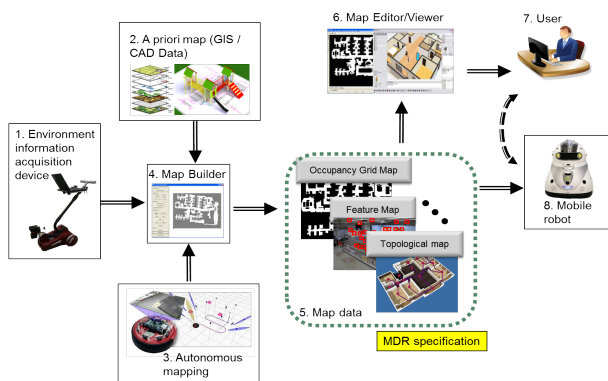 6. Map Editor/Viewer
7. User
2. A priori map (GIS /
CAD Data)
1. Environment
information
acquisition
device
4. Map Builder
Occupancy Grid Map
Feature Map
Topological map
8. Mobile
robot
5. Map data
3. Autonomous
mapping
MDR specification